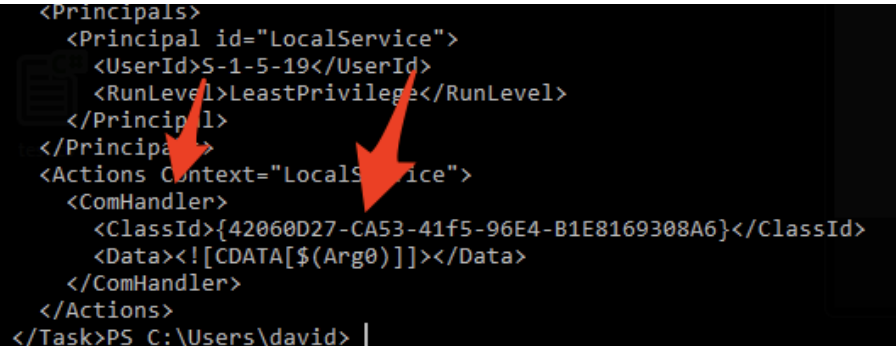 <Principals>
<Principal id="LocalService">
<UserId>S-1-5-19</UserId>
<RunLevel>LeastPrivilege</RunLevel>
</Principal>
</Principals>
<Actions Context="LocalService">
<ComHandler>
<ClassId>{42060D27-CA53-41f5-96E4-B1E8169308A6}</ClassId>
<Data><![CDATA[$(Arg0)]]></Data>
</ComHandler>
</Actions>
</Task>PS C:\Users\david>